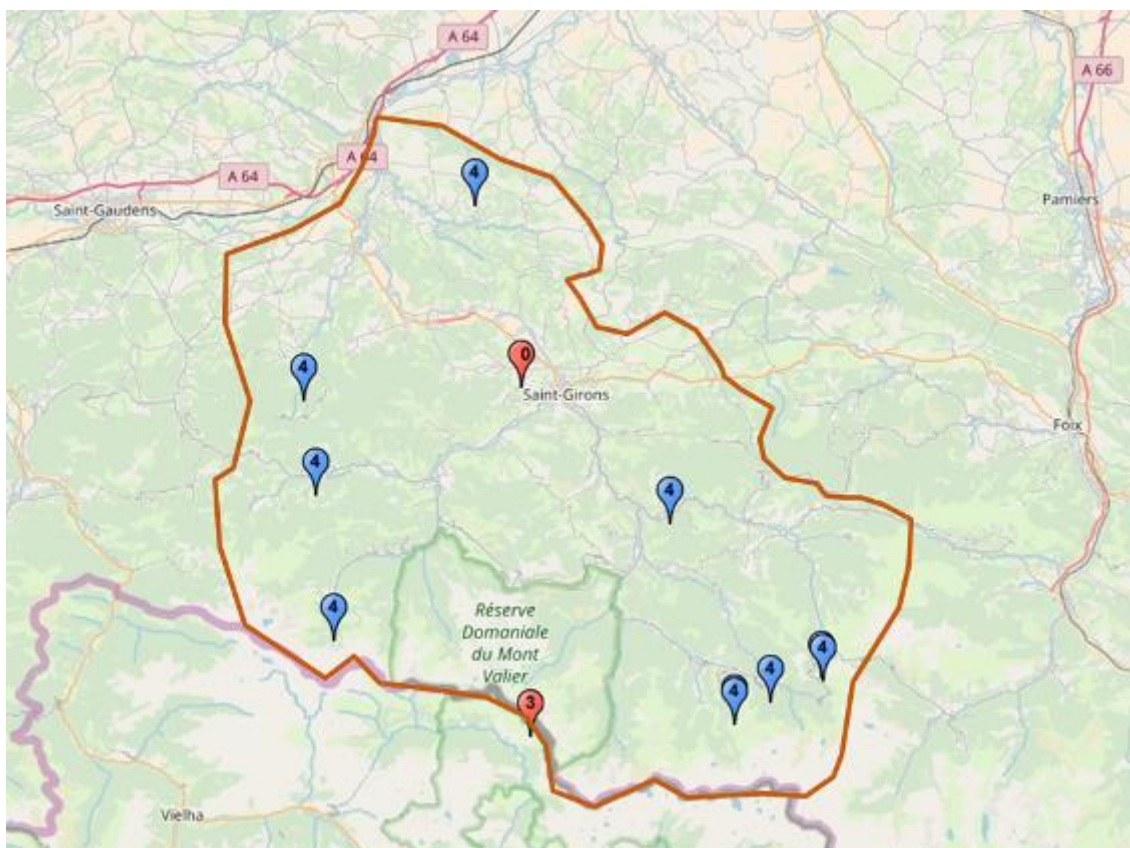 A 64
A 66
A 64
4
A 64
Saint-Gaudens
Pamiers
0
4
Saint-Girons
Foix
4
4
Réserve
Domaniale
du Mont
Valier
4
4
4
4
3
Vielha